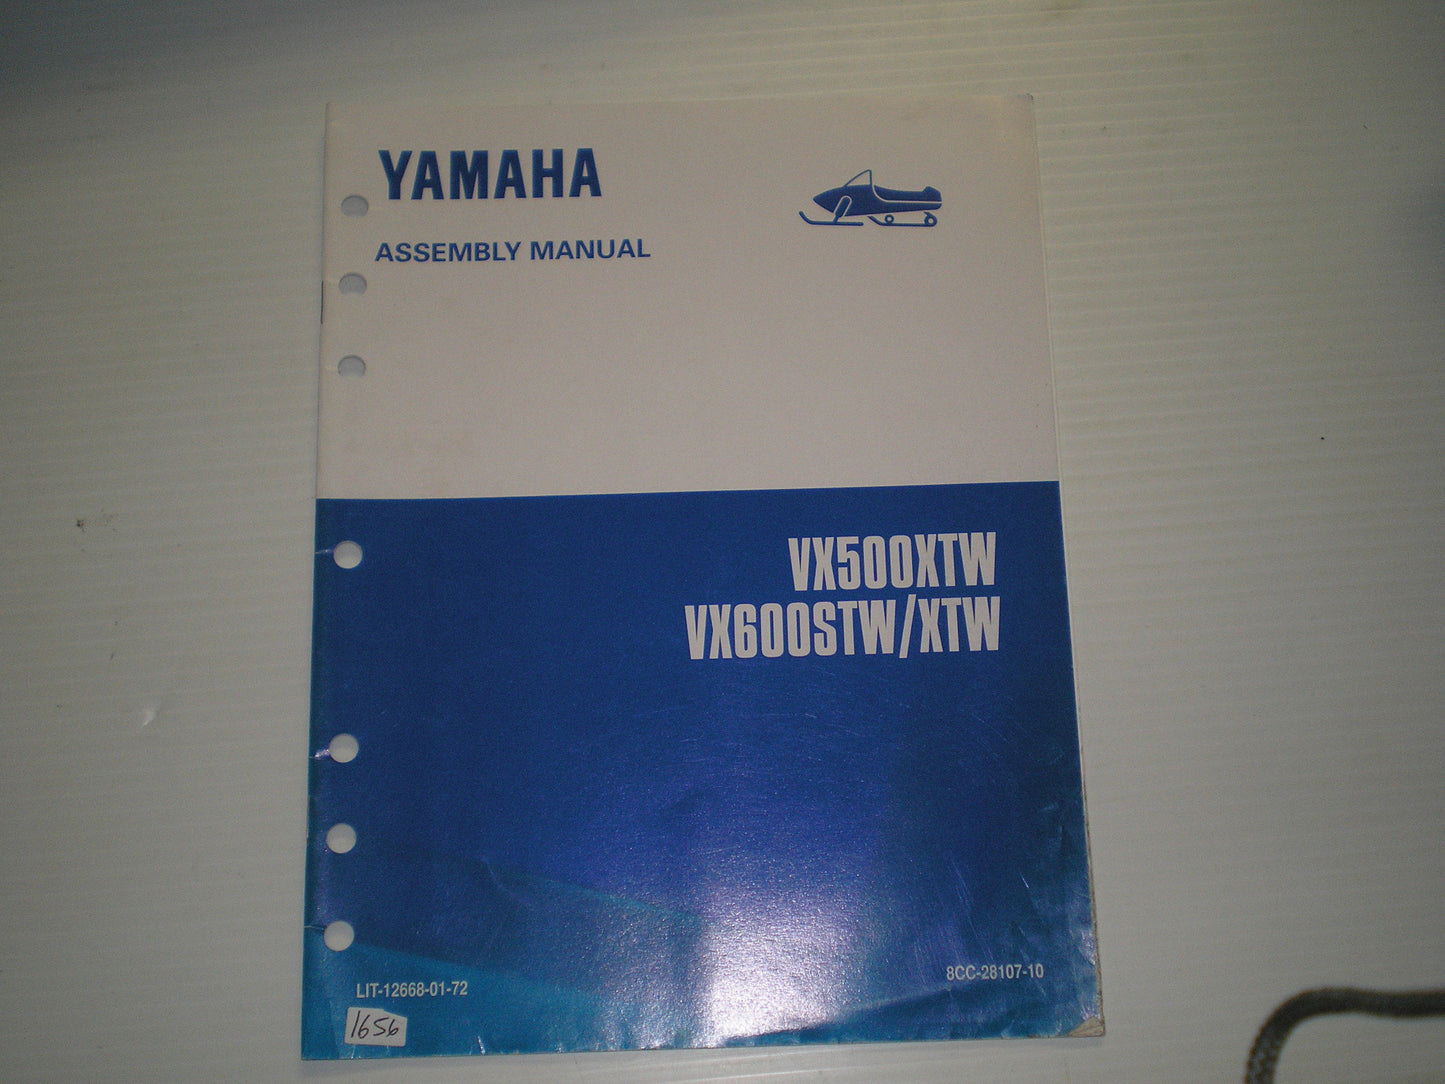 YAMAHA
ASSEMBLY MANUAL
VX500XTW
VX600STW/XTW
LIT-12668-01-72
8CC-28107-10
1656